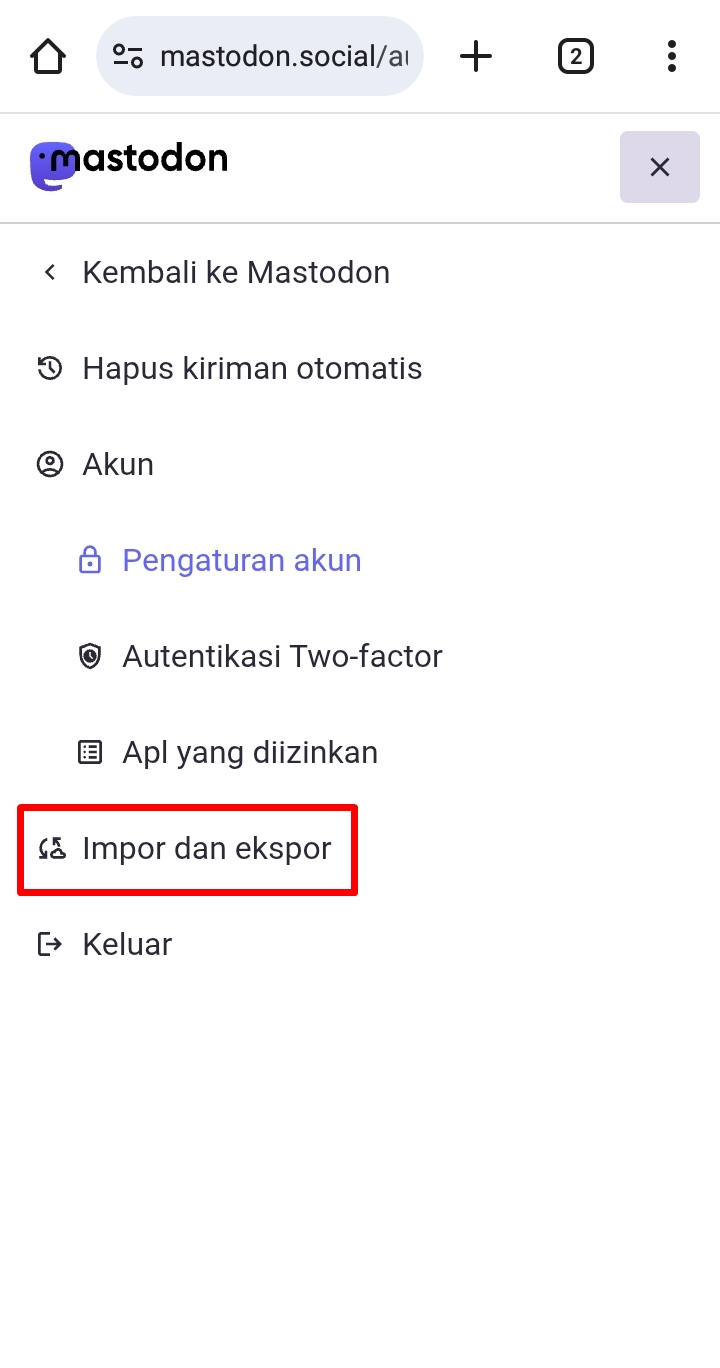 mastodon.social/au
2
mastodon
Kembali ke Mastodon
Hapus kiriman otomatis
Akun
Pengaturan akun
Autentikasi Two-factor
Apl yang diizinkan
Impor dan ekspor
Keluar